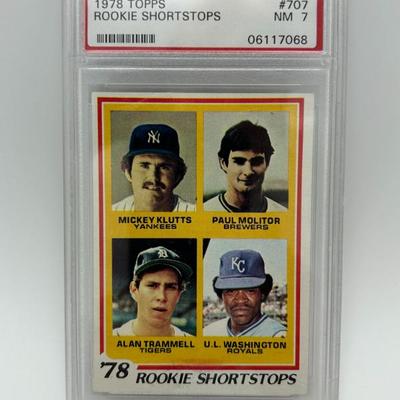 1978 TOPPS #707
ROOKIE SHORTSTOPS NM 7
06117068
MICKEY KLUTTS
YANKEES
PAUL MOLITOR
BREWERS
ALAN TRAMMELL
TIGERS
U.L. WASHINGTON
ROYALS
'78 ROOKIE SHORTSTOPS